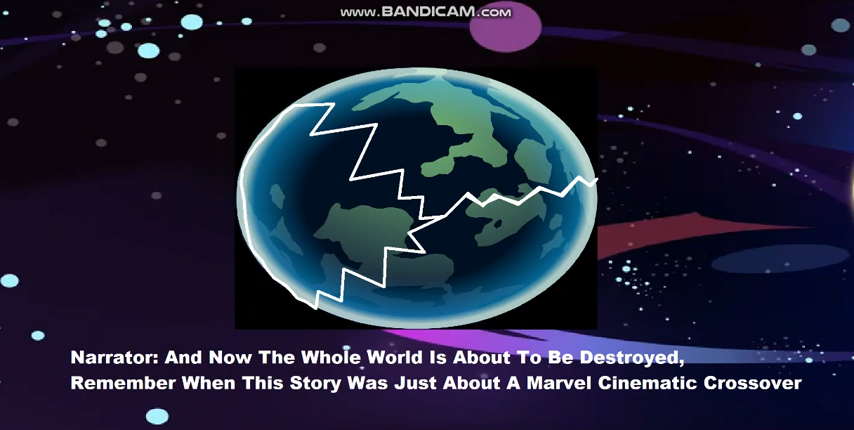 www.BANDICAM.com
Narrator: And Now The Whole World Is About To Be Destroyed,
Remember When This Story Was Just About A Marvel Cinematic Crossover